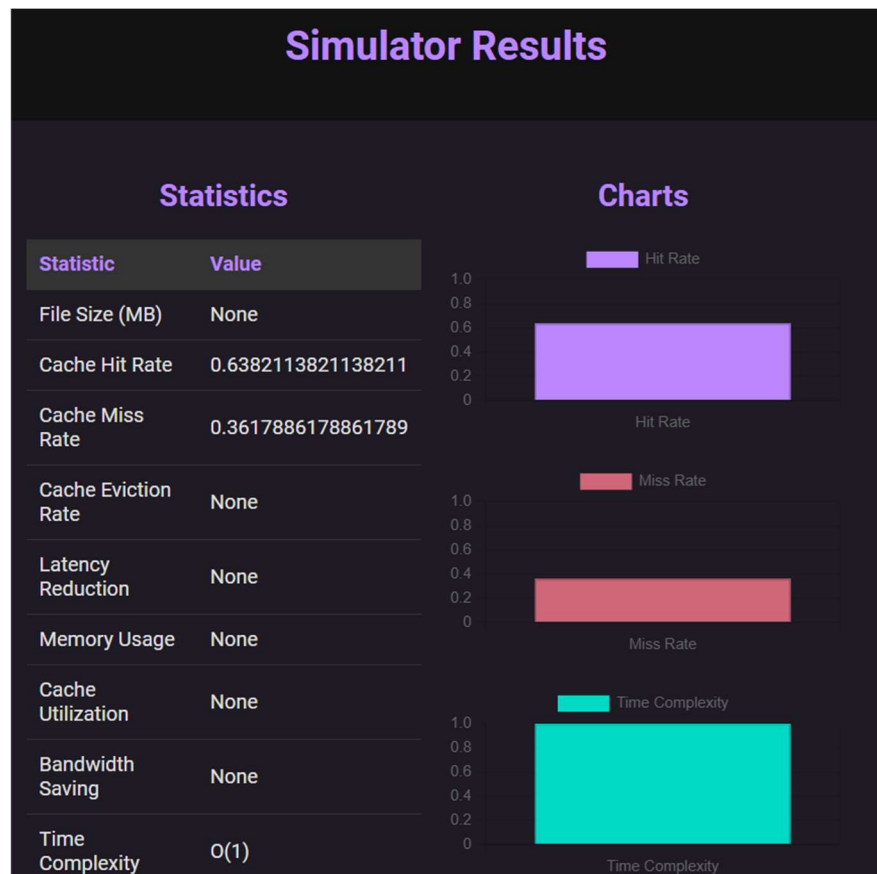 Simulator Results
Statistics
Statistic Value
File Size (MB) None
Cache Hit Rate 0.6382113821138211
Cache Miss
Rate 0.3617886178861789
Cache Eviction
Rate None
Latency
Reduction None
Memory Usage None
Cache
Utilization None
Bandwidth
Saving None
Time
Complexity O(1)
Charts
Hit Rate
1.0
0.8
0.6
0.4
0.2
0
Hit Rate
Miss Rate
1.0
0.8
0.6
0.4
0.2
0
Miss Rate
Time Complexity
1.0
0.8
0.6
0.4
0.2
0
Time Complexity